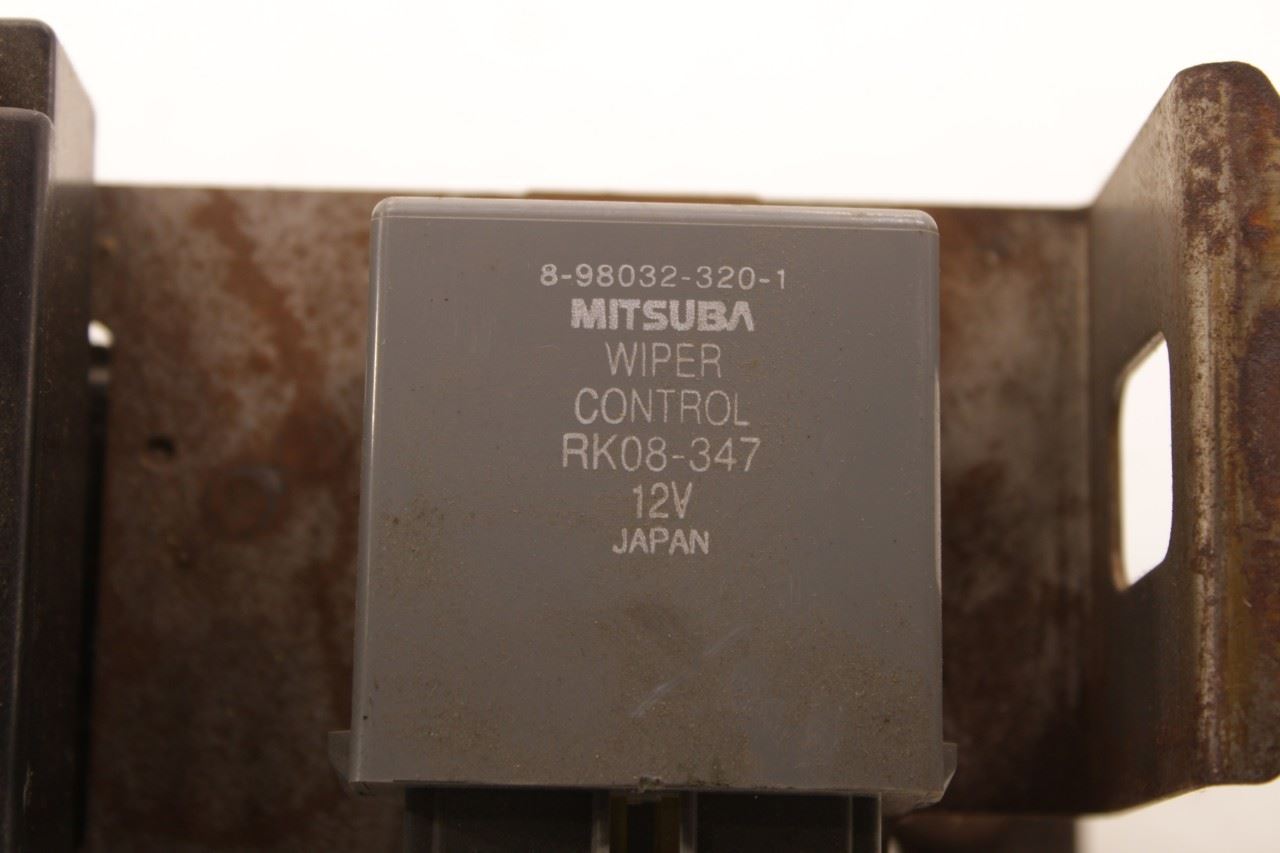 8-98032-320-1
MITSUBA
WIPER
CONTROL
RK08-347
12V
JAPAN